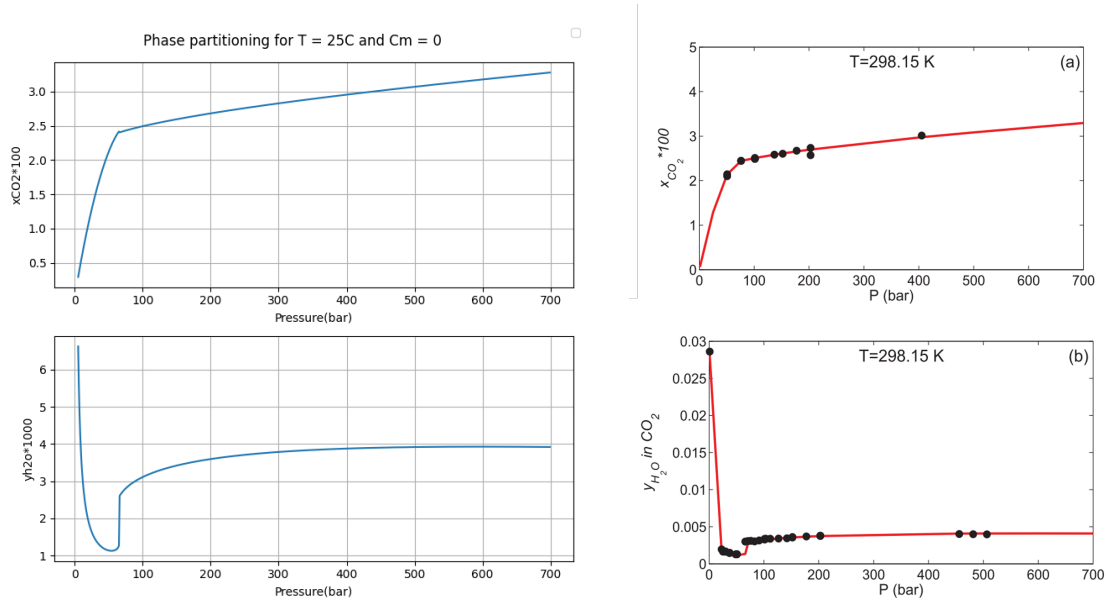 Phase partitioning for T = 25C and Cm = 0
xCO2*100
3.0
2.5
2.0
1.5
1.0
0.5
0 100 200 300 400 500 600 700
Pressure(bar)
yh2o*1000
6
5
4
3
2
1
0 100 200 300 400 500 600 700
Pressure(bar)
T=298.15 K (a)
x_CO2*100
5
4
3
2
1
0
0 100 200 300 400 500 600 700
P (bar)
T=298.15 K (b)
y_H2O in CO2
0.03
0.025
0.02
0.015
0.01
0.005
0
0 100 200 300 400 500 600 700
P (bar)